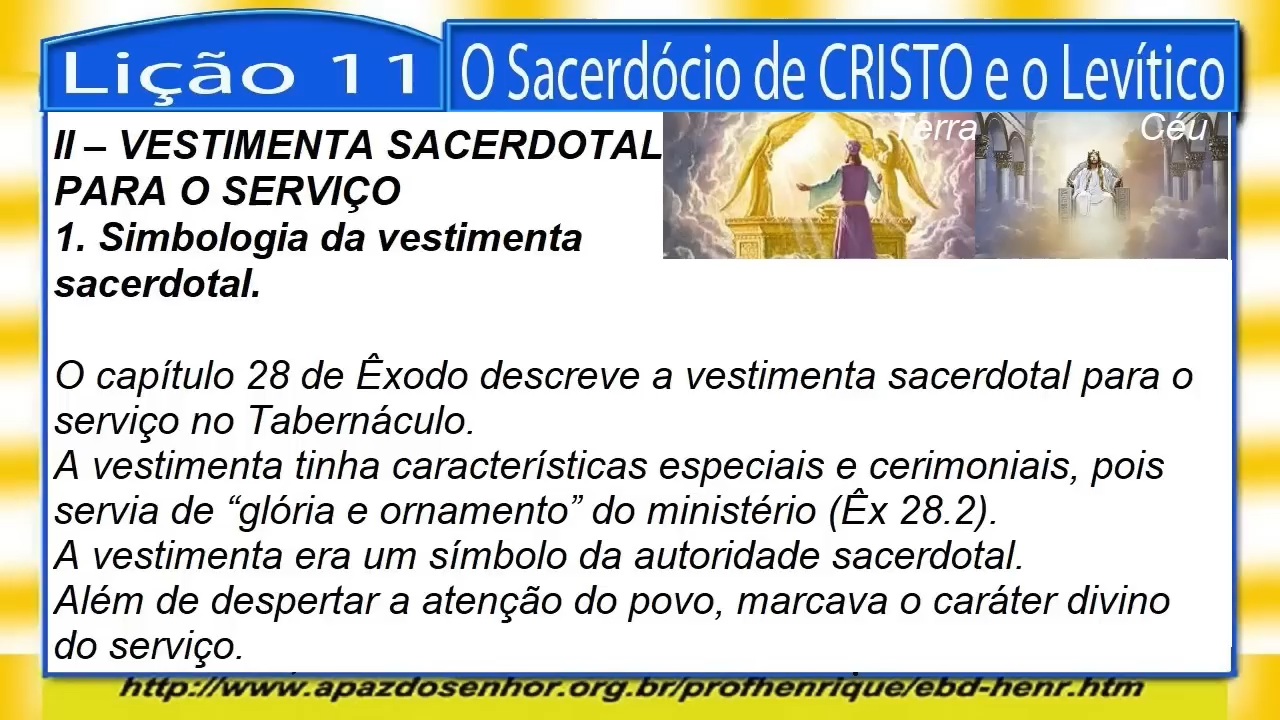 Lição 11
O Sacerdócio de CRISTO e o Levítico
Terra Céu
II – VESTIMENTA SACERDOTAL
PARA O SERVIÇO
1. Simbologia da vestimenta
sacerdotal.
O capítulo 28 de Êxodo descreve a vestimenta sacerdotal para o
serviço no Tabernáculo.
A vestimenta tinha características especiais e cerimoniais, pois
servia de “glória e ornamento” do ministério (Êx 28.2).
A vestimenta era um símbolo da autoridade sacerdotal.
Além de despertar a atenção do povo, marcava o caráter divino
do serviço.
http://www.apazdosenhor.org.br/profhenrique/ebd-henr.htm